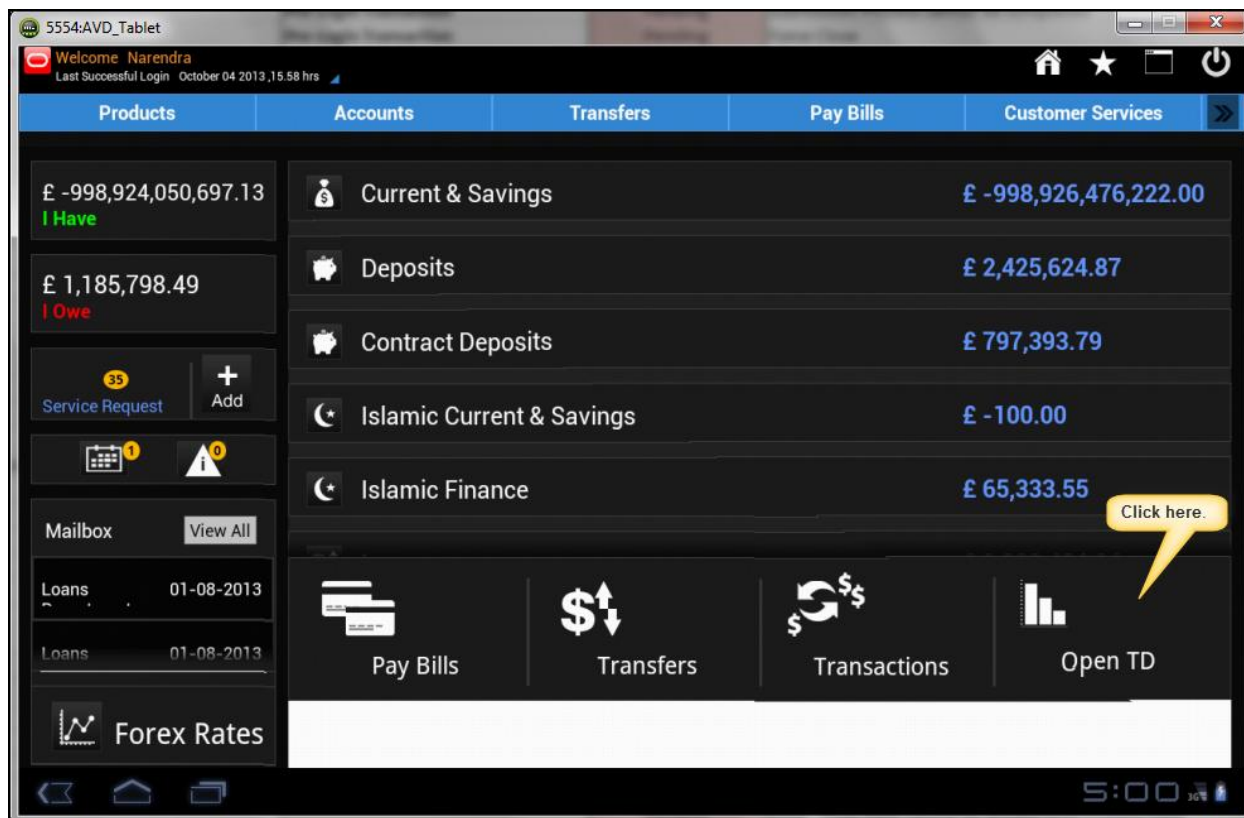 5554:AVD_Tablet
Welcome Narendra
Last Successful Login October 04 2013 ,15.58 hrs
Products Accounts Transfers Pay Bills Customer Services
£ -998,924,050,697.13
I Have
£ 1,185,798.49
I Owe
35
Service Request
Add
1
0
Mailbox View All
Loans 01-08-2013
Loans 01-08-2013
Forex Rates
Current & Savings £ -998,926,476,222.00
Deposits £ 2,425,624.87
Contract Deposits £ 797,393.79
Islamic Current & Savings £ -100.00
Islamic Finance £ 65,333.55
Click here.
Pay Bills Transfers Transactions Open TD
5:00 3G